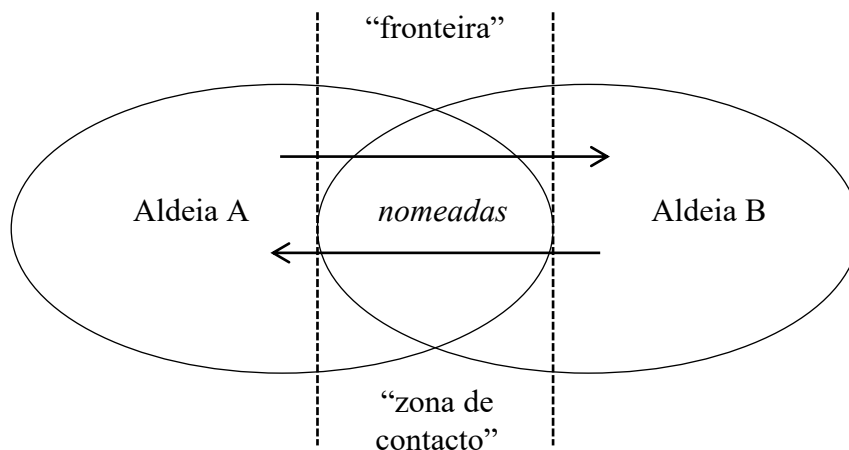 “fronteira”
Aldeia A
nomeadas
Aldeia B
“zona de
contacto”